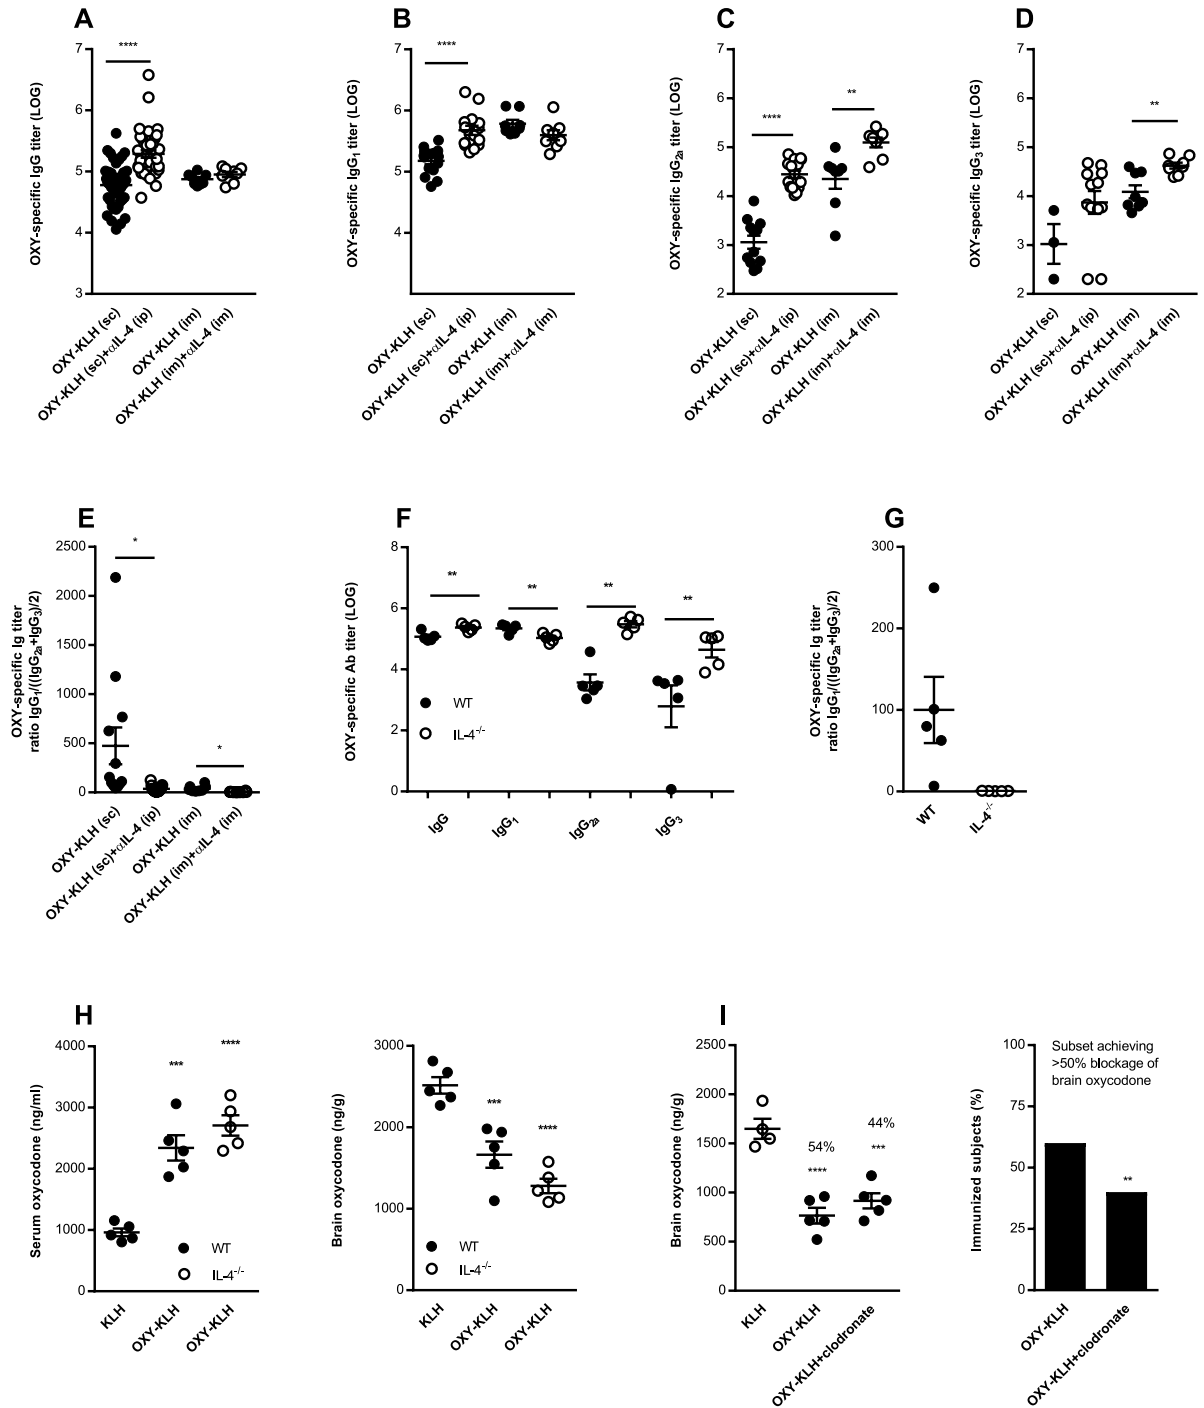 A
OXY-specific IgG titer (LOG)
7
6
5
4
3
****
OXY-KLH (sc)
OXY-KLH (sc)+αIL-4 (ip)
OXY-KLH (im)
OXY-KLH (im)+αIL-4 (im)
B
OXY-specific IgG1 titer (LOG)
7
6
5
4
****
OXY-KLH (sc)
OXY-KLH (sc)+αIL-4 (ip)
OXY-KLH (im)
OXY-KLH (im)+αIL-4 (im)
C
OXY-specific IgG2a titer (LOG)
7
6
5
4
3
2
****
**
OXY-KLH (sc)
OXY-KLH (sc)+αIL-4 (ip)
OXY-KLH (im)
OXY-KLH (im)+αIL-4 (im)
D
OXY-specific IgG3 titer (LOG)
7
6
5
4
3
2
**
OXY-KLH (sc)
OXY-KLH (sc)+αIL-4 (ip)
OXY-KLH (im)
OXY-KLH (im)+αIL-4 (im)
E
OXY-specific Ig titer
ratio IgG1/((IgG2a+IgG3)/2)
2500
2000
1500
1000
500
0
*
*
OXY-KLH (sc)
OXY-KLH (sc)+αIL-4 (ip)
OXY-KLH (im)
OXY-KLH (im)+αIL-4 (im)
F
OXY-specific Ab titer (LOG)
8
6
4
2
0
**
**
**
**
WT
IL-4-/-
IgG
IgG1
IgG2a
IgG3
G
OXY-specific Ig titer
ratio IgG1/((IgG2a+IgG3)/2)
300
200
100
0
WT
IL-4-/-
H
Serum oxycodone (ng/ml)
4000
3000
2000
1000
0
***
****
WT
IL-4-/-
KLH
OXY-KLH
OXY-KLH
Brain oxycodone (ng/g)
3000
2000
1000
0
***
****
WT
IL-4-/-
KLH
OXY-KLH
OXY-KLH
I
Brain oxycodone (ng/g)
2500
2000
1500
1000
500
0
54%
****
44%
***
KLH
OXY-KLH
OXY-KLH+clodronate
Immunized subjects (%)
100
75
50
25
0
Subset achieving
>50% blockage of
brain oxycodone
**
OXY-KLH
OXY-KLH+clodronate